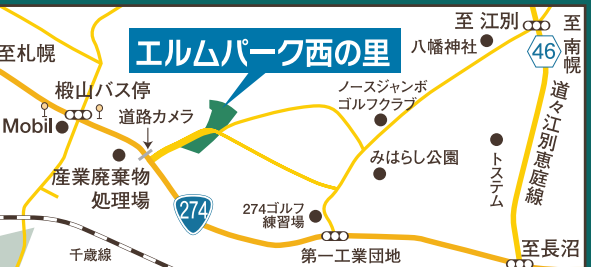 至 江別
至南幌
至札幌
エルムパーク西の里
八幡神社
46
椴山バス停
ノースジャンボ
ゴルフクラブ
道々江別恵庭線
Mobil
道路カメラ
みはらし公園
トステム
産業廃棄物
処理場
274
274ゴルフ
練習場
千歳線
第一工業団地
至長沼